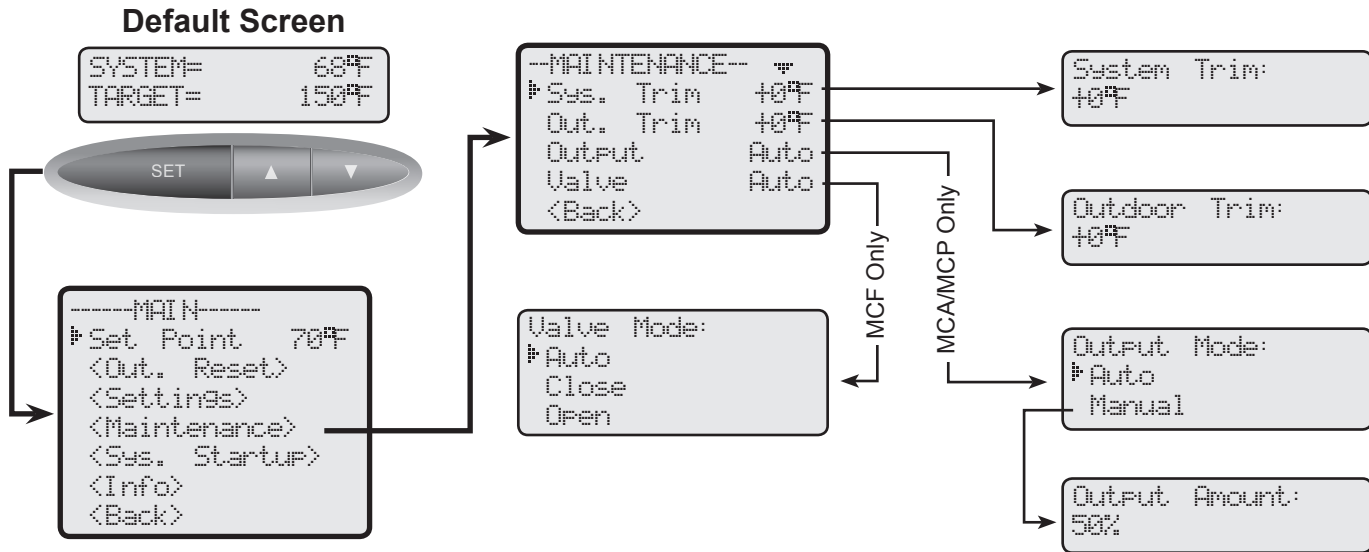 Default Screen
SYSTEM= 68°F
TARGET= 150°F
SET ▲ ▼
-----MAIN-----
Set Point 70°F
<Out. Reset>
<Settings>
<Maintenance>
<Sys. Startup>
<Info>
<Back>
--MAINTENANCE--
Sys. Trim +0°F
Out. Trim +0°F
Output Auto
Valve Auto
<Back>
MCF Only
MCA/MCP Only
Valve Mode:
Auto
Close
Open
System Trim:
+0°F
Outdoor Trim:
+0°F
Output Mode:
Auto
Manual
Output Amount:
50%